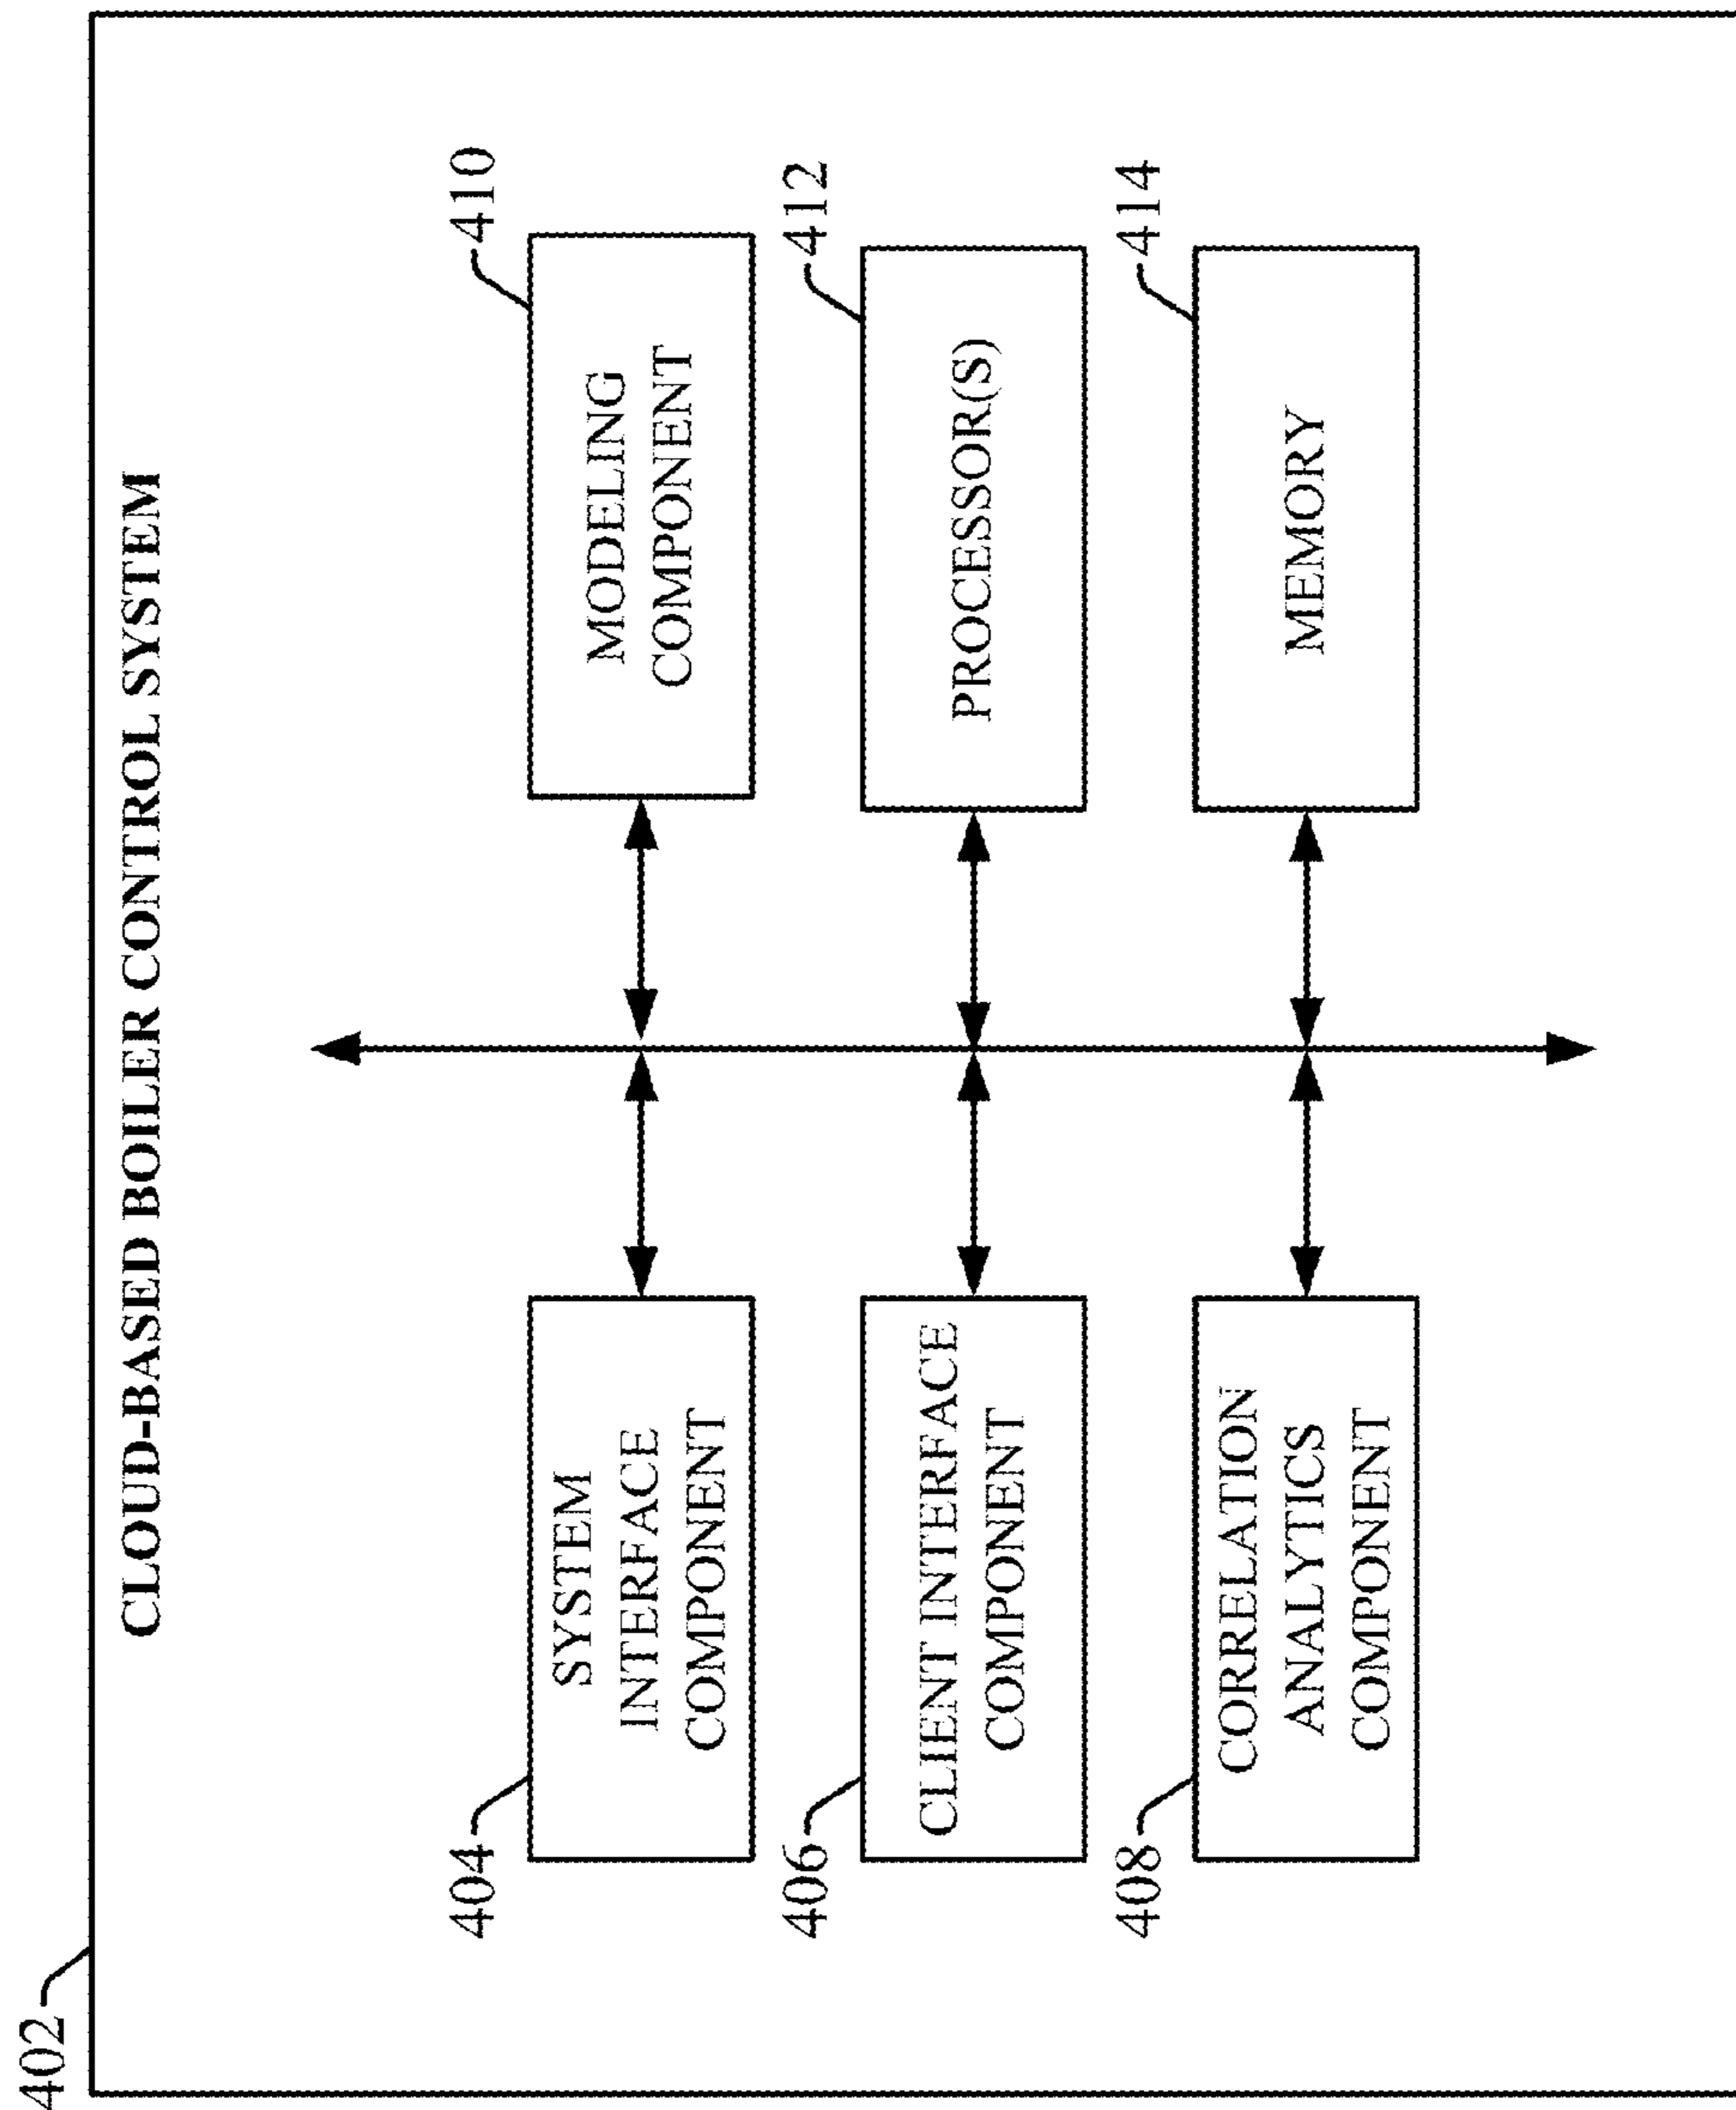 402
CLOUD-BASED BOILER CONTROL SYSTEM
404
SYSTEM
INTERFACE
COMPONENT
410
MODELING
COMPONENT
406
CLIENT INTERFACE
COMPONENT
412
PROCESSOR(S)
408
CORRELATION
ANALYTICS
COMPONENT
414
MEMORY